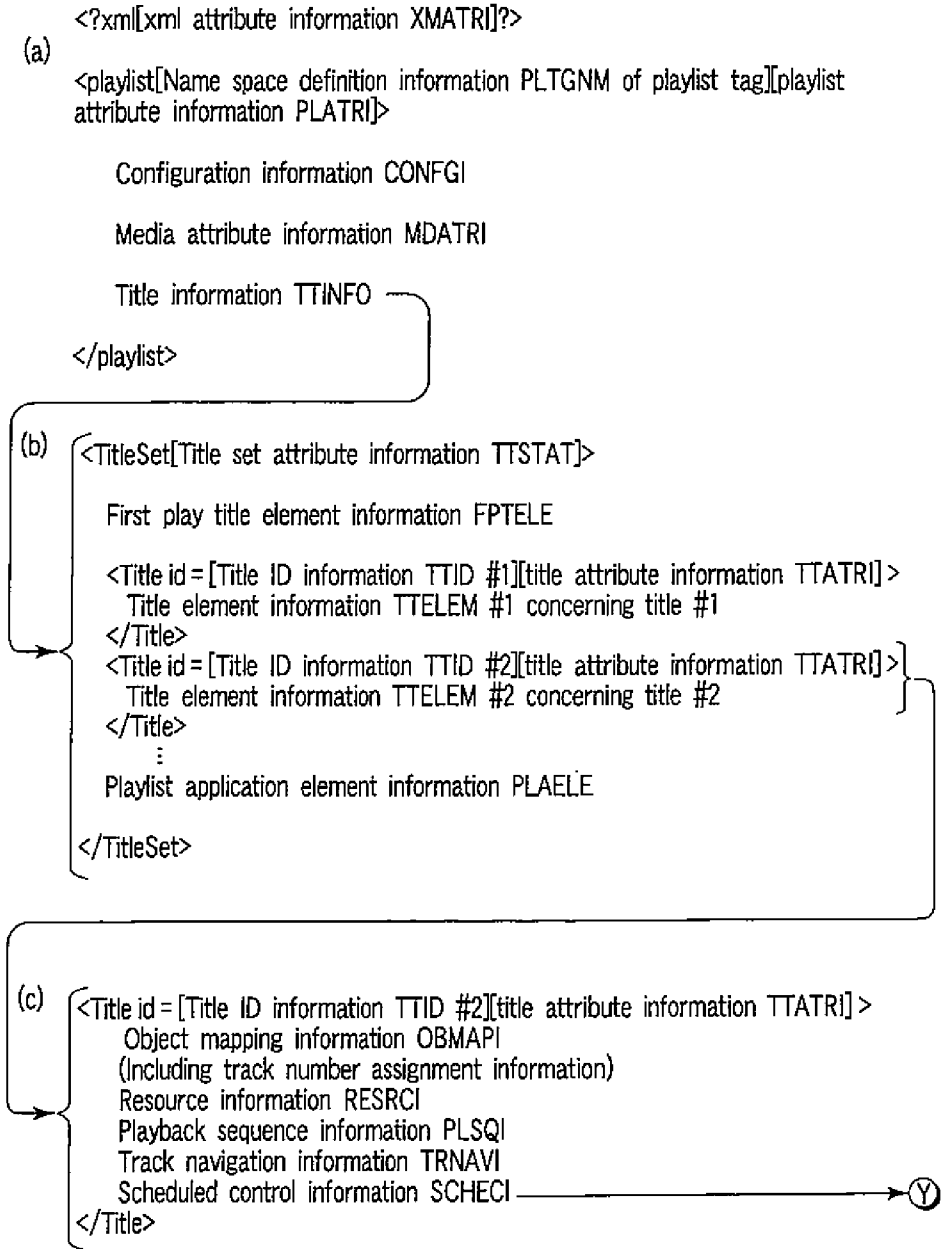 <?xml[xml attribute information XMATRI]?>
(a)
<playlist[Name space definition information PLTGNM of playlist tag][playlist
attribute information PLATRI]>
Configuration information CONFGI
Media attribute information MDATRI
Title information TTINFO
</playlist>
(b)
<TitleSet[Title set attribute information TTSTAT]>
First play title element information FPTELE
<Title id = [Title ID information TTID #1][title attribute information TTATRI] >
Title element information TTELEM #1 concerning title #1
</Title>
<Title id = [Title ID information TTID #2][title attribute information TTATRI] >
Title element information TTELEM #2 concerning title #2
</Title>
⋮
Playlist application element information PLAELE
</TitleSet>
(c)
<Title id = [Title ID information TTID #2][title attribute information TTATRI] >
Object mapping information OBMAPI
(Including track number assignment information)
Resource information RESRCI
Playback sequence information PLSQI
Track navigation information TRNAVI
Scheduled control information SCHECI Y
</Title>